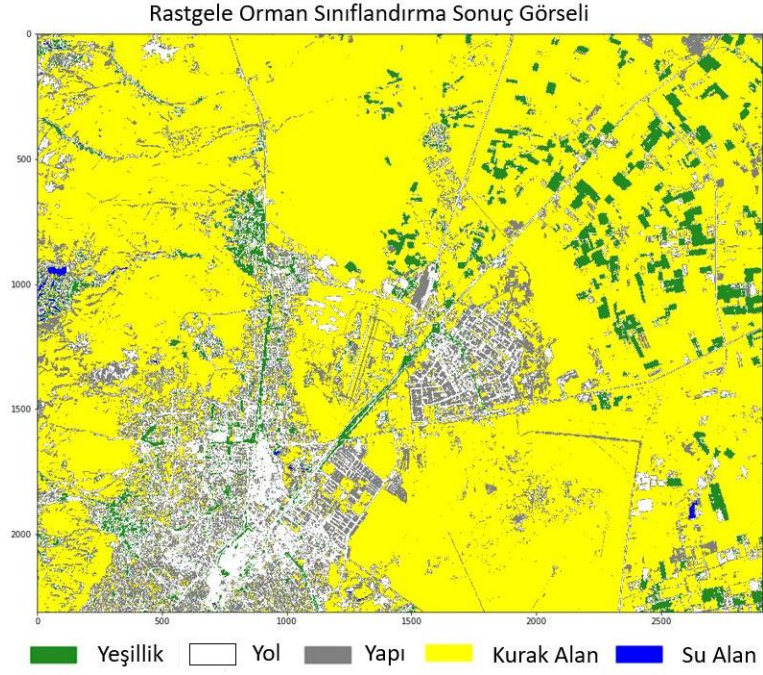 Rastgele Orman Sınıflandırma Sonuç Görseli
0
500
1000
1500
2000
0 500 1000 1500 2000 2500
Yeşillik Yol Yapı Kurak Alan Su Alan